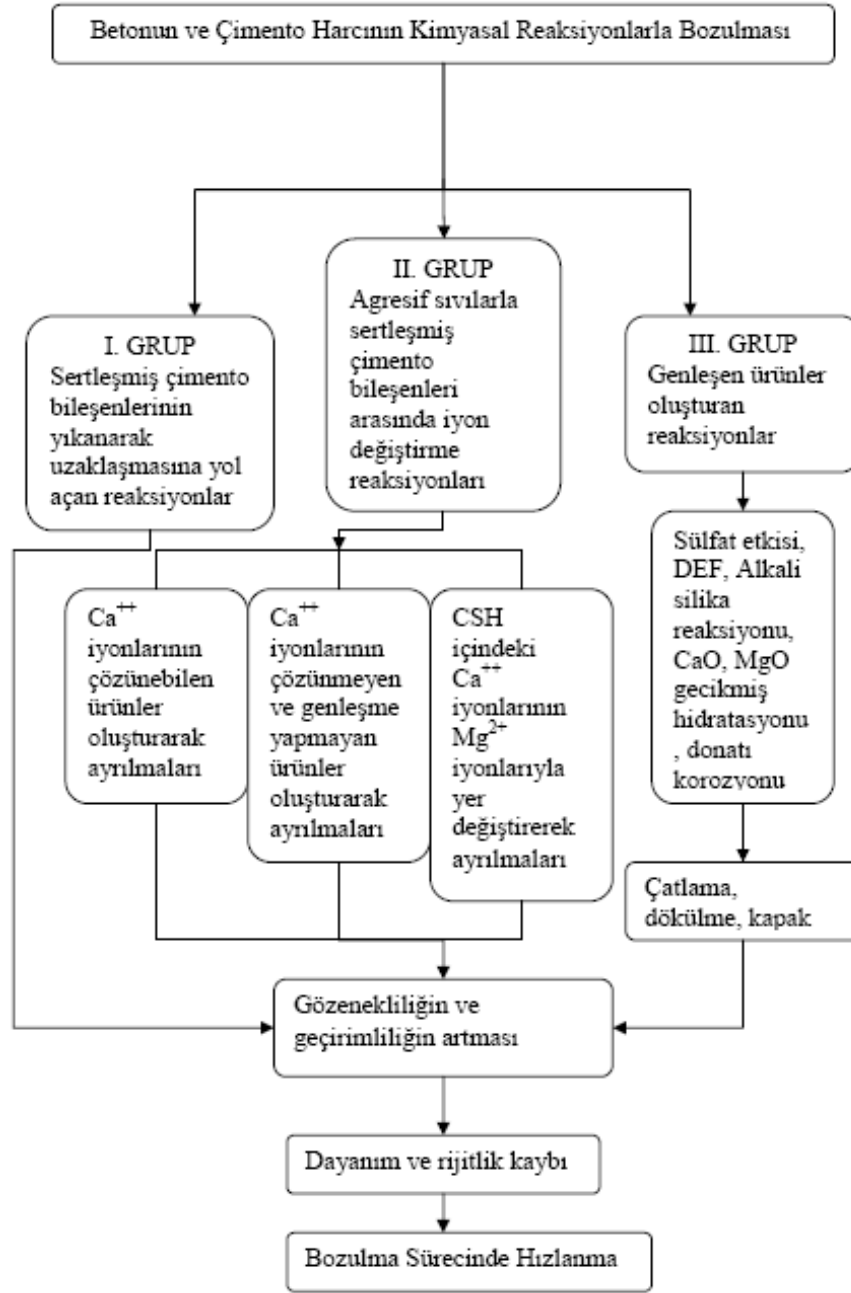 Betonun ve Çimento Harcının Kimyasal Reaksiyonlarla Bozulması
I. GRUP
Sertleşmiş çimento
bileşenlerinin
yıkanarak
uzaklaşmasına yol
açan reaksiyonlar
II. GRUP
Agresif sıvılarla
sertleşmiş
çimento
bileşenleri
arasında iyon
değiştirme
reaksiyonları
III. GRUP
Genleşen ürünler
oluşturan
reaksiyonlar
Ca⁺⁺
iyonlarının
çözünebilen
ürünler
oluşturarak
ayrılmaları
Ca⁺⁺
iyonlarının
çözünmeyen
ve genleşme
yapmayan
ürünler
oluşturarak
ayrılmaları
CSH
içindeki
Ca⁺⁺
iyonlarının
Mg²⁺
iyonlarıyla
yer
değiştirerek
ayrılmaları
Sülfat etkisi,
DEF, Alkali
silika
reaksiyonu,
CaO, MgO
gecikmiş
hidratasyonu
, donatı
korozyonu
Çatlama,
dökülme, kapak
Gözenekliliğin ve
geçirimliliğin artması
Dayanım ve rijitlik kaybı
Bozulma Sürecinde Hızlanma